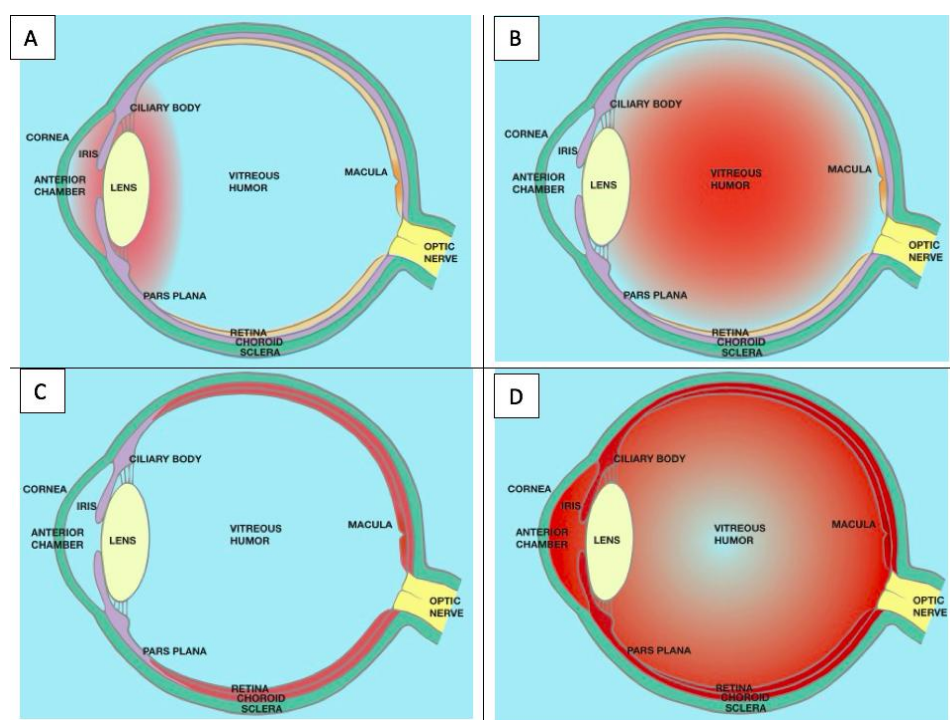 A
CILIARY BODY
CORNEA
IRIS
ANTERIOR
CHAMBER
LENS
VITREOUS
HUMOR
MACULA
OPTIC
NERVE
PARS PLANA
RETINA
CHOROID
SCLERA
B
CILIARY BODY
CORNEA
IRIS
ANTERIOR
CHAMBER
LENS
VITREOUS
HUMOR
MACULA
OPTIC
NERVE
PARS PLANA
RETINA
CHOROID
SCLERA
C
CILIARY BODY
CORNEA
IRIS
ANTERIOR
CHAMBER
LENS
VITREOUS
HUMOR
MACULA
OPTIC
NERVE
PARS PLANA
RETINA
CHOROID
SCLERA
D
CILIARY BODY
CORNEA
IRIS
ANTERIOR
CHAMBER
LENS
VITREOUS
HUMOR
MACULA
OPTIC
NERVE
PARS PLANA
RETINA
CHOROID
SCLERA